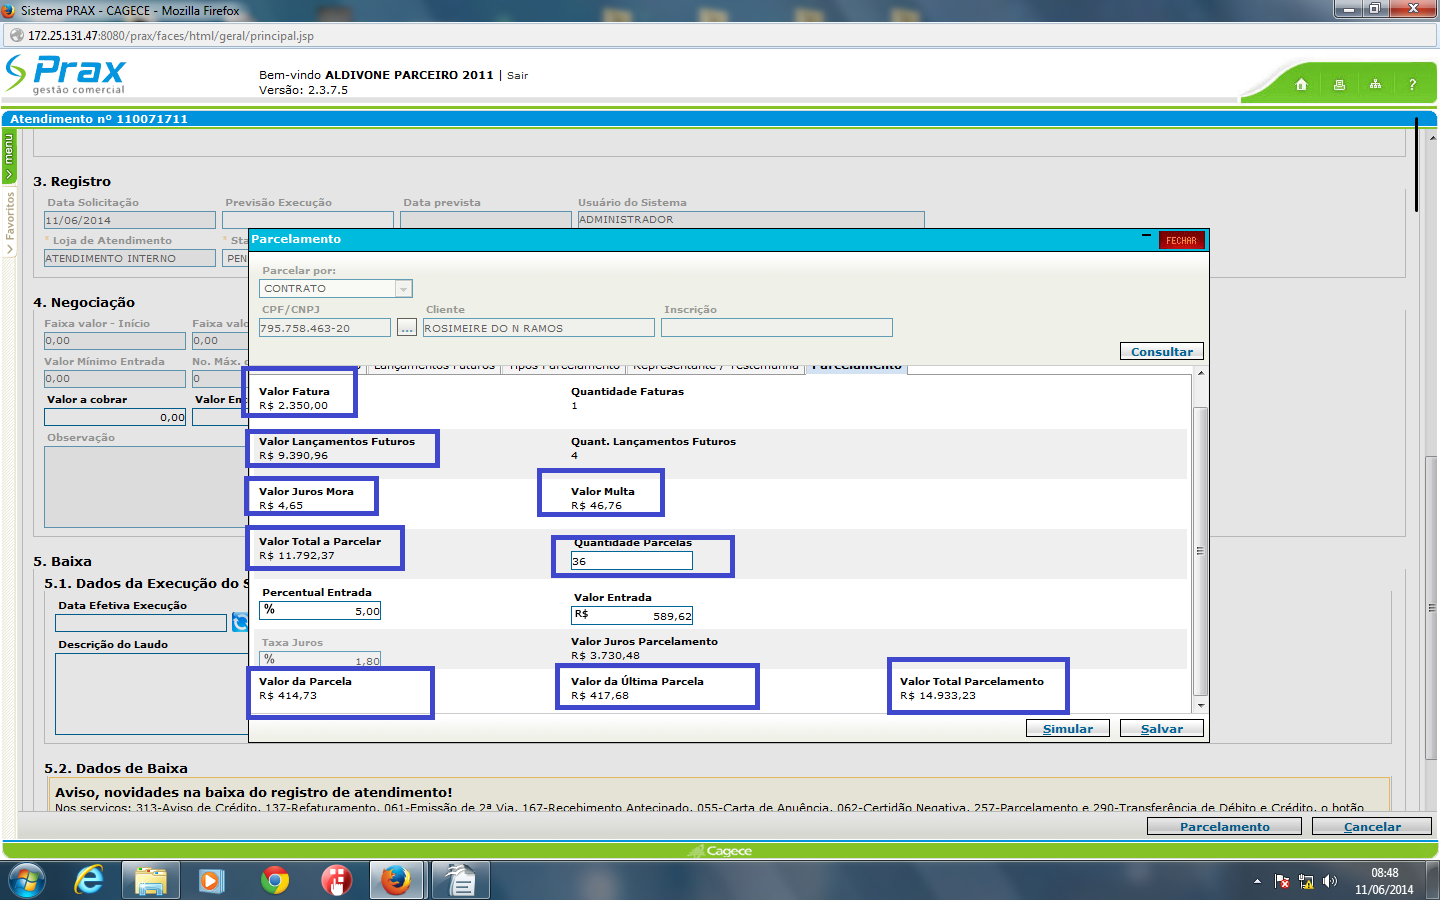 Sistema PRAX - CAGECE - Mozilla Firefox
172.25.131.47:8080/prax/faces/html/geral/principal.jsp
Prax
gestão comercial
Bem-vindo ALDIVONE PARCEIRO 2011 | Sair
Versão: 2.3.7.5
?
Atendimento nº 110071711
menu
Favoritos
3. Registro
Data Solicitação Previsão Execução Data prevista Usuário do Sistema
11/06/2014 ADMINISTRADOR
* Loja de Atendimento * Sta
ATENDIMENTO INTERNO PEN
4. Negociação
Faixa valor - Início Faixa valo
0,00 0,00
Valor Mínimo Entrada No. Máx. 
0,00 0
Valor a cobrar Valor En
0,00
Observação
5. Baixa
5.1. Dados da Execução do S
Data Efetiva Execução
Descrição do Laudo
5.2. Dados de Baixa
Aviso, novidades na baixa do registro de atendimento!
Nos serviços: 313-Aviso de Crédito, 137-Refaturamento, 061-Emissão de 2ª Via, 167-Recebimento Antecipado, 055-Carta de Anuência, 062-Certidão Negativa, 257-Parcelamento e 290-Transferência de Débito e Crédito, o botão
Parcelamento
FECHAR
Parcelar por:
CONTRATO
CPF/CNPJ Cliente Inscrição
795.758.463-20 ... ROSIMEIRE DO N RAMOS
Consultar
Lançamentos Futuros Tipos Parcelamento Representante / Testemunha Parcelamento
Valor Fatura Quantidade Faturas
R$ 2.350,00 1
Valor Lançamentos Futuros Quant. Lançamentos Futuros
R$ 9.390,96 4
Valor Juros Mora Valor Multa
R$ 4,65 R$ 46,76
Valor Total a Parcelar Quantidade Parcelas
R$ 11.792,37 36
Percentual Entrada Valor Entrada
% 5,00 R$ 589,62
Taxa Juros Valor Juros Parcelamento
% 1,80 R$ 3.730,48
Valor da Parcela Valor da Última Parcela Valor Total Parcelamento
R$ 414,73 R$ 417,68 R$ 14.933,23
Simular Salvar
Parcelamento Cancelar
Cagece
08:48
11/06/2014